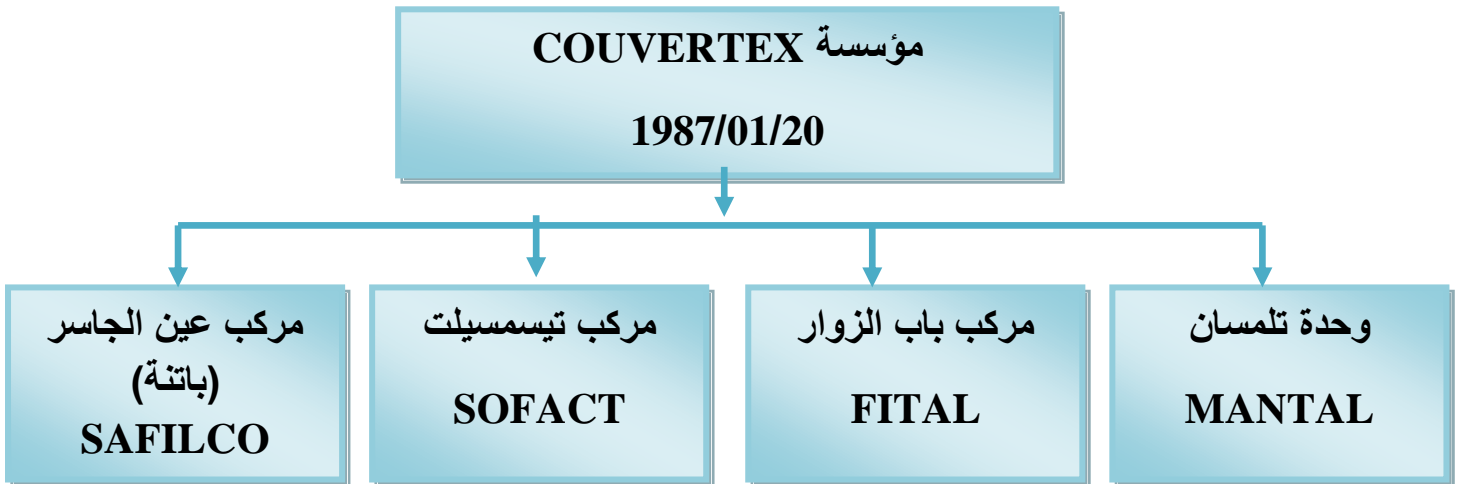 مؤسسة COUVERTEX
1987/01/20
وحدة تلمسان
MANTAL
مركب باب الزوار
FITAL
مركب تيسمسيلت
SOFACT
مركب عين الجاسر
(باتنة)
SAFILCO